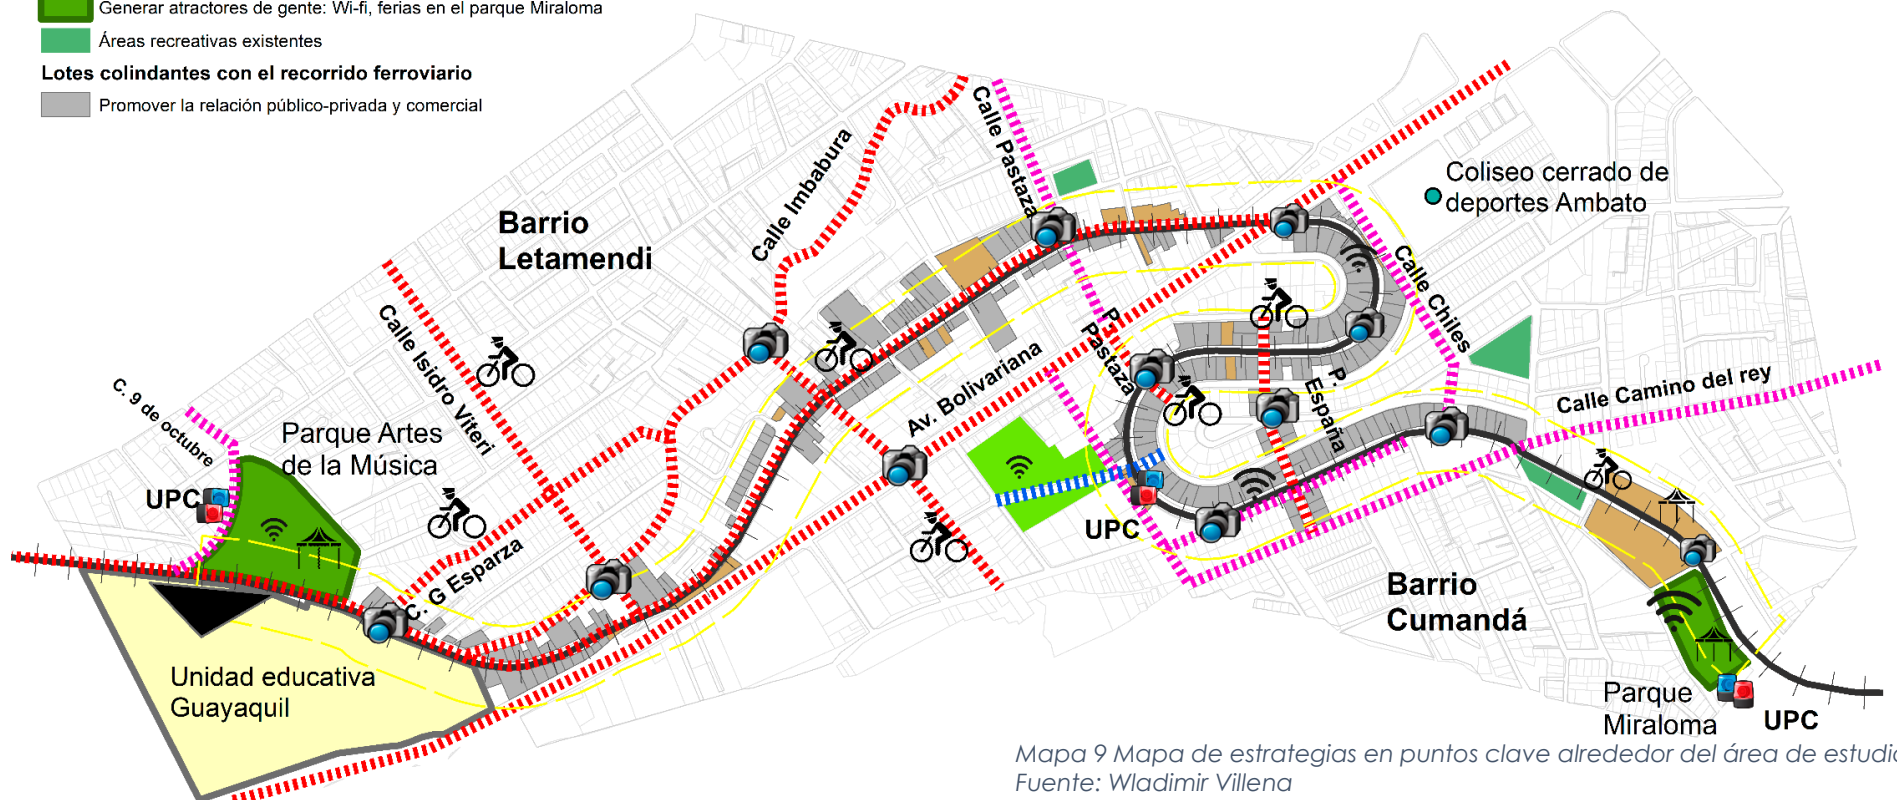 Generar atractores de gente: Wi-fi, ferias en el parque Miraloma
Áreas recreativas existentes
Lotes colindantes con el recorrido ferroviario
Promover la relación público-privada y comercial
Calle Pastaza
Calle Imbabura
Coliseo cerrado de
deportes Ambato
Barrio
Letamendi
Calle Chiles
Calle Isidro Viteri
P.
Pastaza
Av. Bolivariana
P.
España
Calle Camino del rey
C. 9 de octubre
Parque Artes
de la Música
UPC
UPC
C. G Esparza
Barrio
Cumandá
Unidad educativa
Guayaquil
Parque
Miraloma
UPC
Mapa 9 Mapa de estrategias en puntos clave alrededor del área de estudio
Fuente: Wladimir Villena